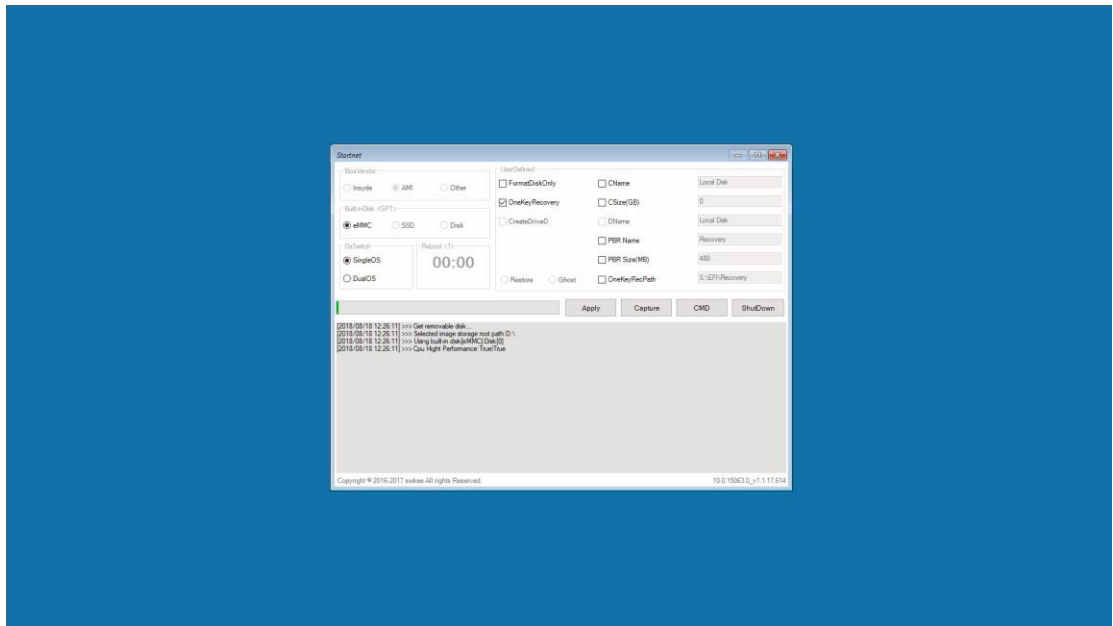 Startnet
BiosVendor
Insyde AMI Other
Built-inDisk <GPT>
eMMC SSD Disk
OsSwitch
SingleOS
DualOS
Reboot <1>
00:00
UserDefined
FormatDiskOnly CName Local Disk
OneKeyRecovery CSize(GB) 0
CreateDriveD DName Local Disk
PBR Name Recovery
PBR Size(MB) 480
Restore Ghost OneKeyRecPath S:\EFI\Recovery
Apply Capture CMD ShutDown
[2018/08/18 12:26:11] >>> Get removable disk...
[2018/08/18 12:26:11] >>> Selected image storage root path:D:\
[2018/08/18 12:26:11] >>> Using built-in disk[eMMC]:Disk[0]
[2018/08/18 12:26:11] >>> Cpu Hight Performance:True|True
Copyright © 2016-2017 All rights Reserved 10.0.15063.0_v1.1.17.614